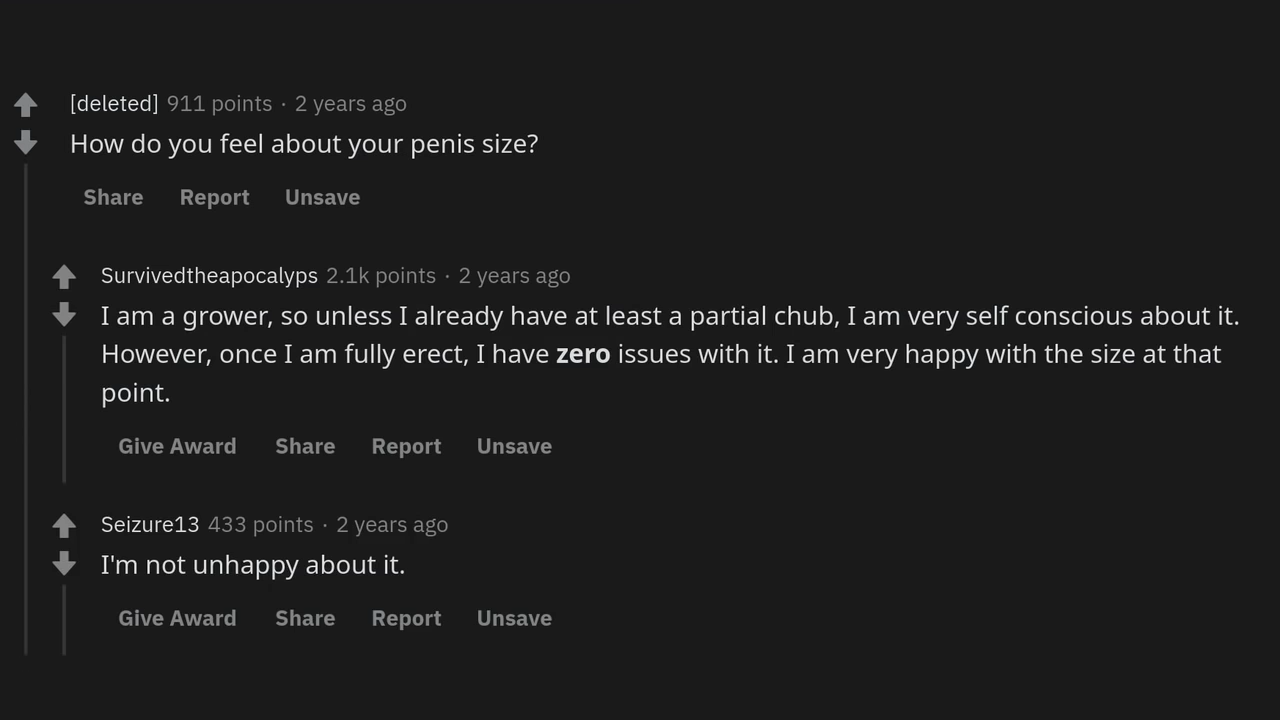 [deleted] 911 points · 2 years ago
How do you feel about your penis size?
Share Report Unsave
Survivedtheapocalyps 2.1k points · 2 years ago
I am a grower, so unless I already have at least a partial chub, I am very self conscious about it.
However, once I am fully erect, I have zero issues with it. I am very happy with the size at that
point.
Give Award Share Report Unsave
Seizure13 433 points · 2 years ago
I'm not unhappy about it.
Give Award Share Report Unsave